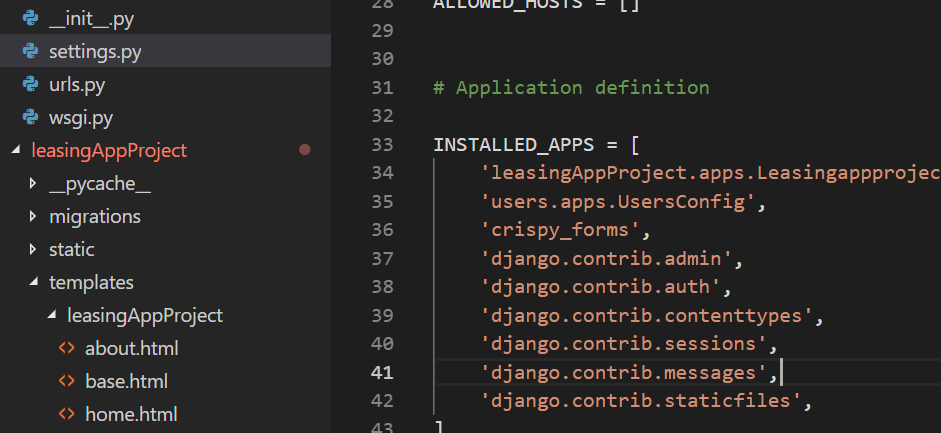 __init__.py
settings.py
urls.py
wsgi.py
leasingAppProject
__pycache__
migrations
static
templates
leasingAppProject
about.html
base.html
home.html
28 ALLOWED_HOSTS = []
29
30
31 # Application definition
32
33 INSTALLED_APPS = [
34 'leasingAppProject.apps.Leasingappprojec
35 'users.apps.UsersConfig',
36 'crispy_forms',
37 'django.contrib.admin',
38 'django.contrib.auth',
39 'django.contrib.contenttypes',
40 'django.contrib.sessions',
41 'django.contrib.messages',
42 'django.contrib.staticfiles',
43 ]